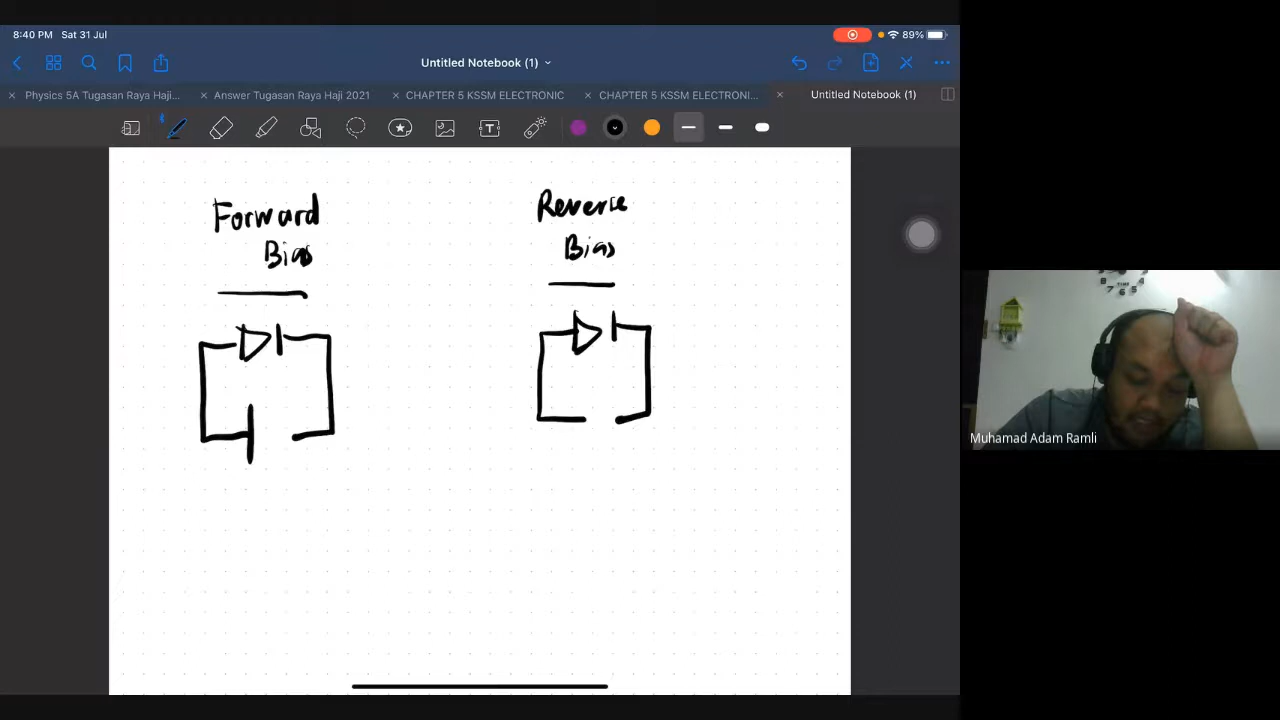 8:40 PM Sat 31 Jul
89%
Untitled Notebook (1)
Physics 5A Tugasan Raya Haji...
Answer Tugasan Raya Haji 2021
CHAPTER 5 KSSM ELECTRONIC
CHAPTER 5 KSSM ELECTRONI...
Untitled Notebook (1)
Forward
Bias
Reverse
Bias
Muhamad Adam Ramli